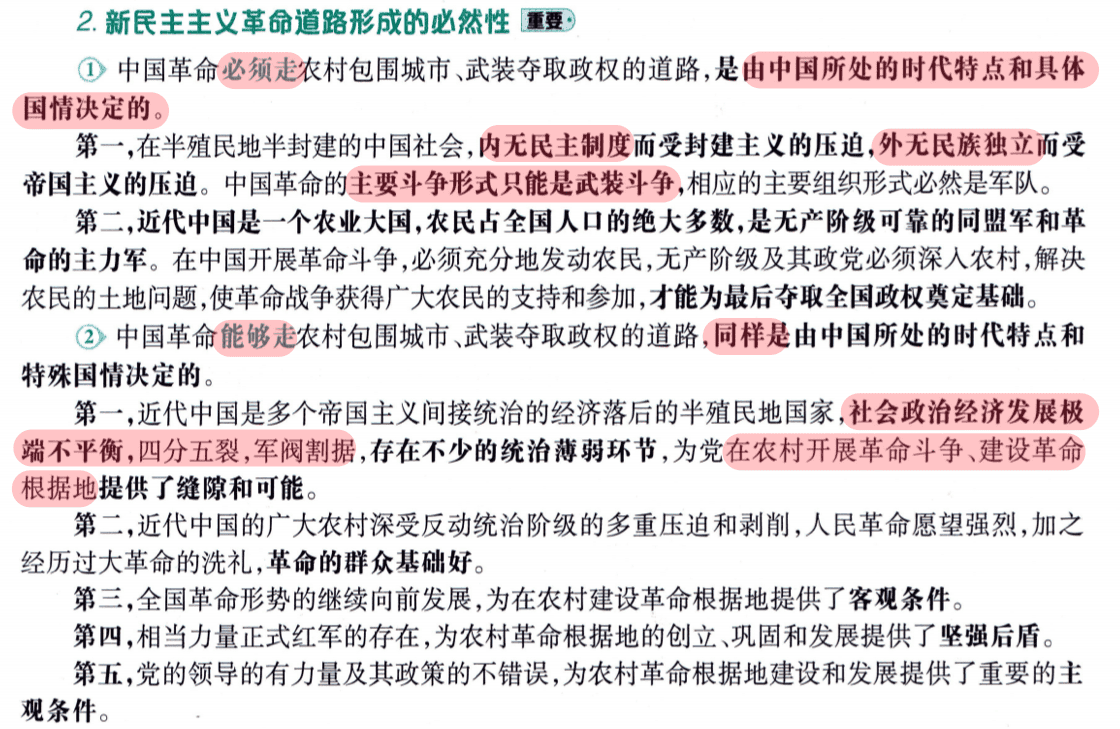 2. 新民主主义革命道路形成的必然性 重要
① 中国革命必须走农村包围城市、武装夺取政权的道路,是由中国所处的时代特点和具体
国情决定的。
第一,在半殖民地半封建的中国社会,内无民主制度而受封建主义的压迫,外无民族独立而受
帝国主义的压迫。中国革命的主要斗争形式只能是武装斗争,相应的主要组织形式必然是军队。
第二,近代中国是一个农业大国,农民占全国人口的绝大多数,是无产阶级可靠的同盟军和革
命的主力军。在中国开展革命斗争,必须充分地发动农民,无产阶级及其政党必须深入农村,解决
农民的土地问题,使革命战争获得广大农民的支持和参加,才能为最后夺取全国政权奠定基础。
② 中国革命能够走农村包围城市、武装夺取政权的道路,同样是由中国所处的时代特点和
特殊国情决定的。
第一,近代中国是多个帝国主义间接统治的经济落后的半殖民地国家,社会政治经济发展极
端不平衡,四分五裂,军阀割据,存在不少的统治薄弱环节,为党在农村开展革命斗争、建设革命
根据地提供了缝隙和可能。
第二,近代中国的广大农村深受反动统治阶级的多重压迫和剥削,人民革命愿望强烈,加之
经历过大革命的洗礼,革命的群众基础好。
第三,全国革命形势的继续向前发展,为在农村建设革命根据地提供了客观条件。
第四,相当力量正式红军的存在,为农村革命根据地的创立、巩固和发展提供了坚强后盾。
第五,党的领导的有力量及其政策的不错误,为农村革命根据地建设和发展提供了重要的主
观条件。